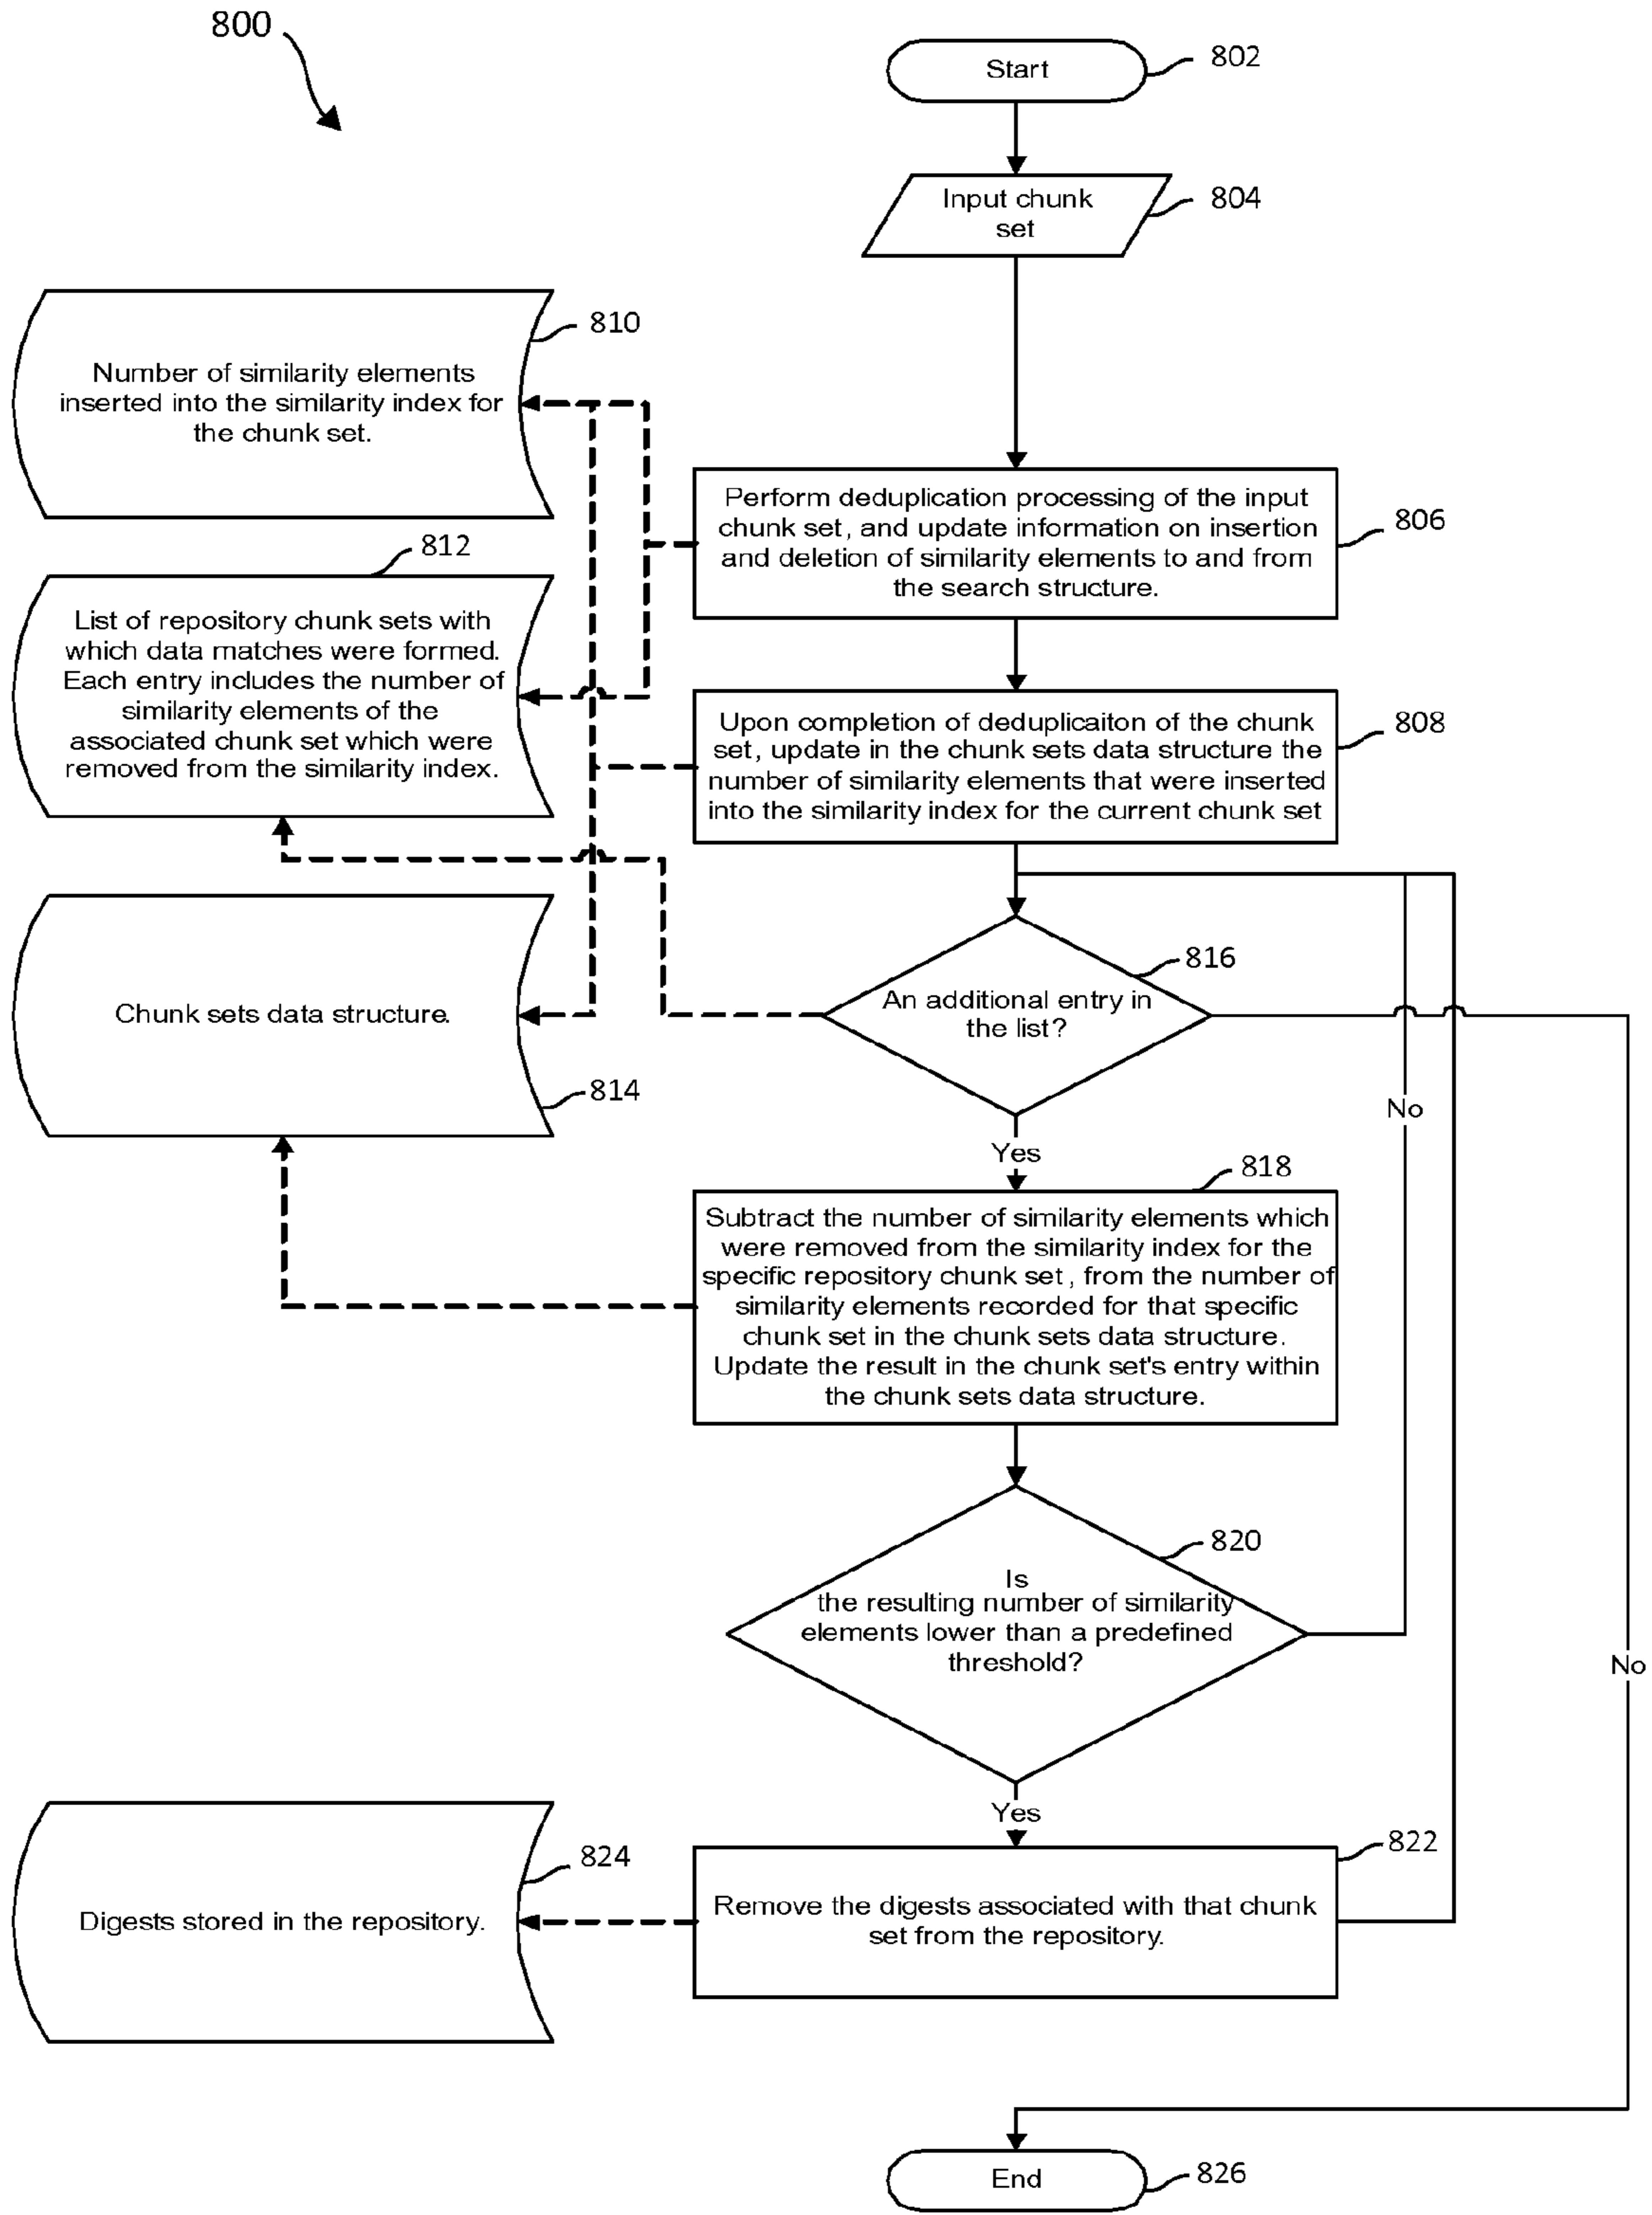 800
Start
802
Input chunk
set
804
810
Number of similarity elements
inserted into the similarity index for
the chunk set.
Perform deduplication processing of the input
chunk set, and update information on insertion
and deletion of similarity elements to and from
the search structure.
806
812
List of repository chunk sets with
which data matches were formed.
Each entry includes the number of
similarity elements of the
associated chunk set which were
removed from the similarity index.
Upon completion of deduplicaiton of the chunk
set, update in the chunk sets data structure the
number of similarity elements that were inserted
into the similarity index for the current chunk set
808
816
An additional entry in
the list?
Chunk sets data structure.
814
No
Yes
818
Subtract the number of similarity elements which
were removed from the similarity index for the
specific repository chunk set, from the number of
similarity elements recorded for that specific
chunk set in the chunk sets data structure.
Update the result in the chunk set's entry within
the chunk sets data structure.
820
Is
the resulting number of similarity
elements lower than a predefined
threshold?
No
Yes
822
824
Digests stored in the repository.
Remove the digests associated with that chunk
set from the repository.
End
826